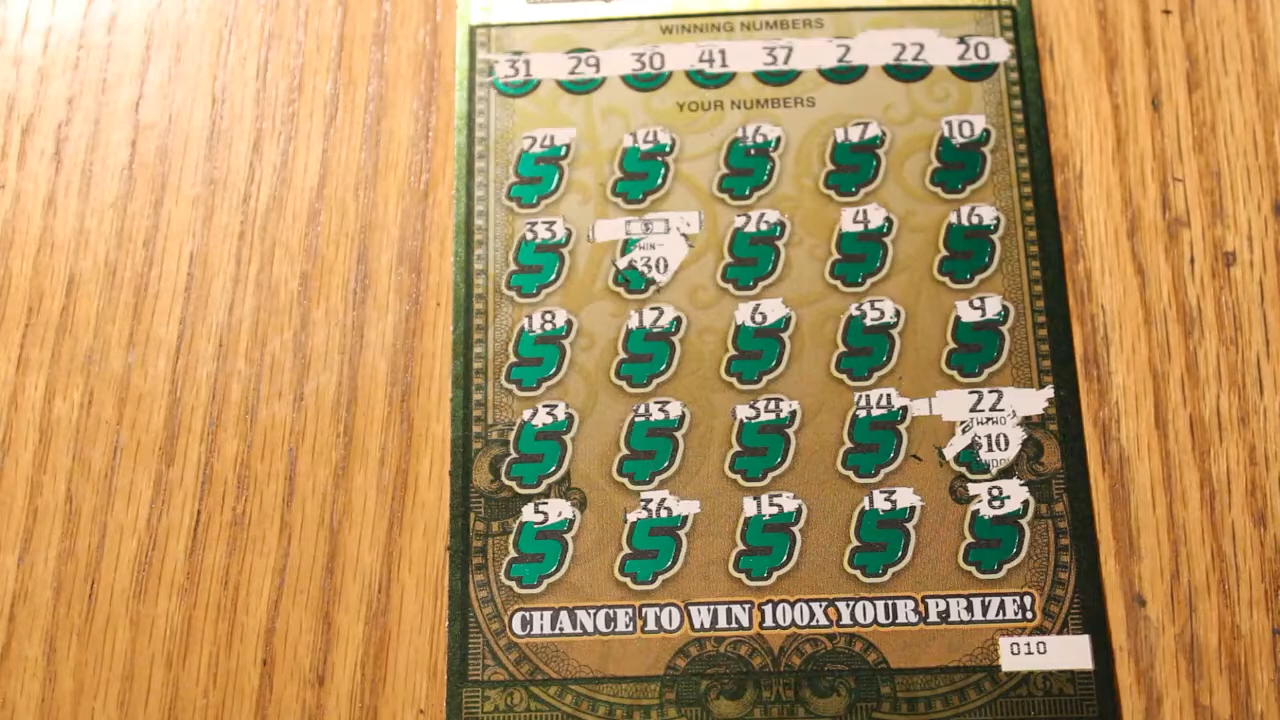 WINNING NUMBERS
31 29 30 41 37 2 22 20
YOUR NUMBERS
24 14 46 17 10
33 26 4 16
WIN
$30
18 12 6 35 9
23 43 34 44 22
$10
5 36 15 13 8
CHANCE TO WIN 100X YOUR PRIZE!
010